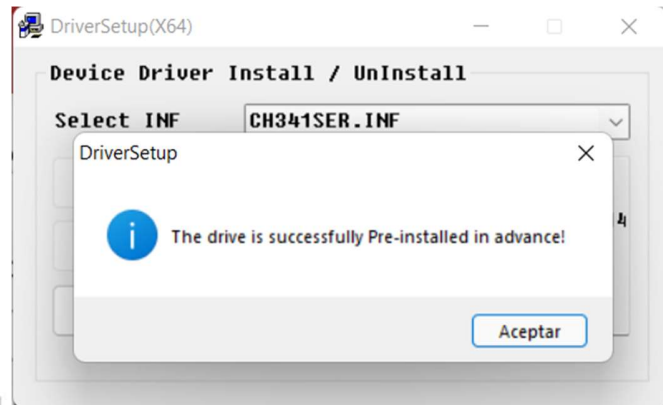 DriverSetup(X64)
Device Driver Install / UnInstall
Select INF
CH341SER.INF
DriverSetup
The drive is successfully Pre-installed in advance!
4
Aceptar